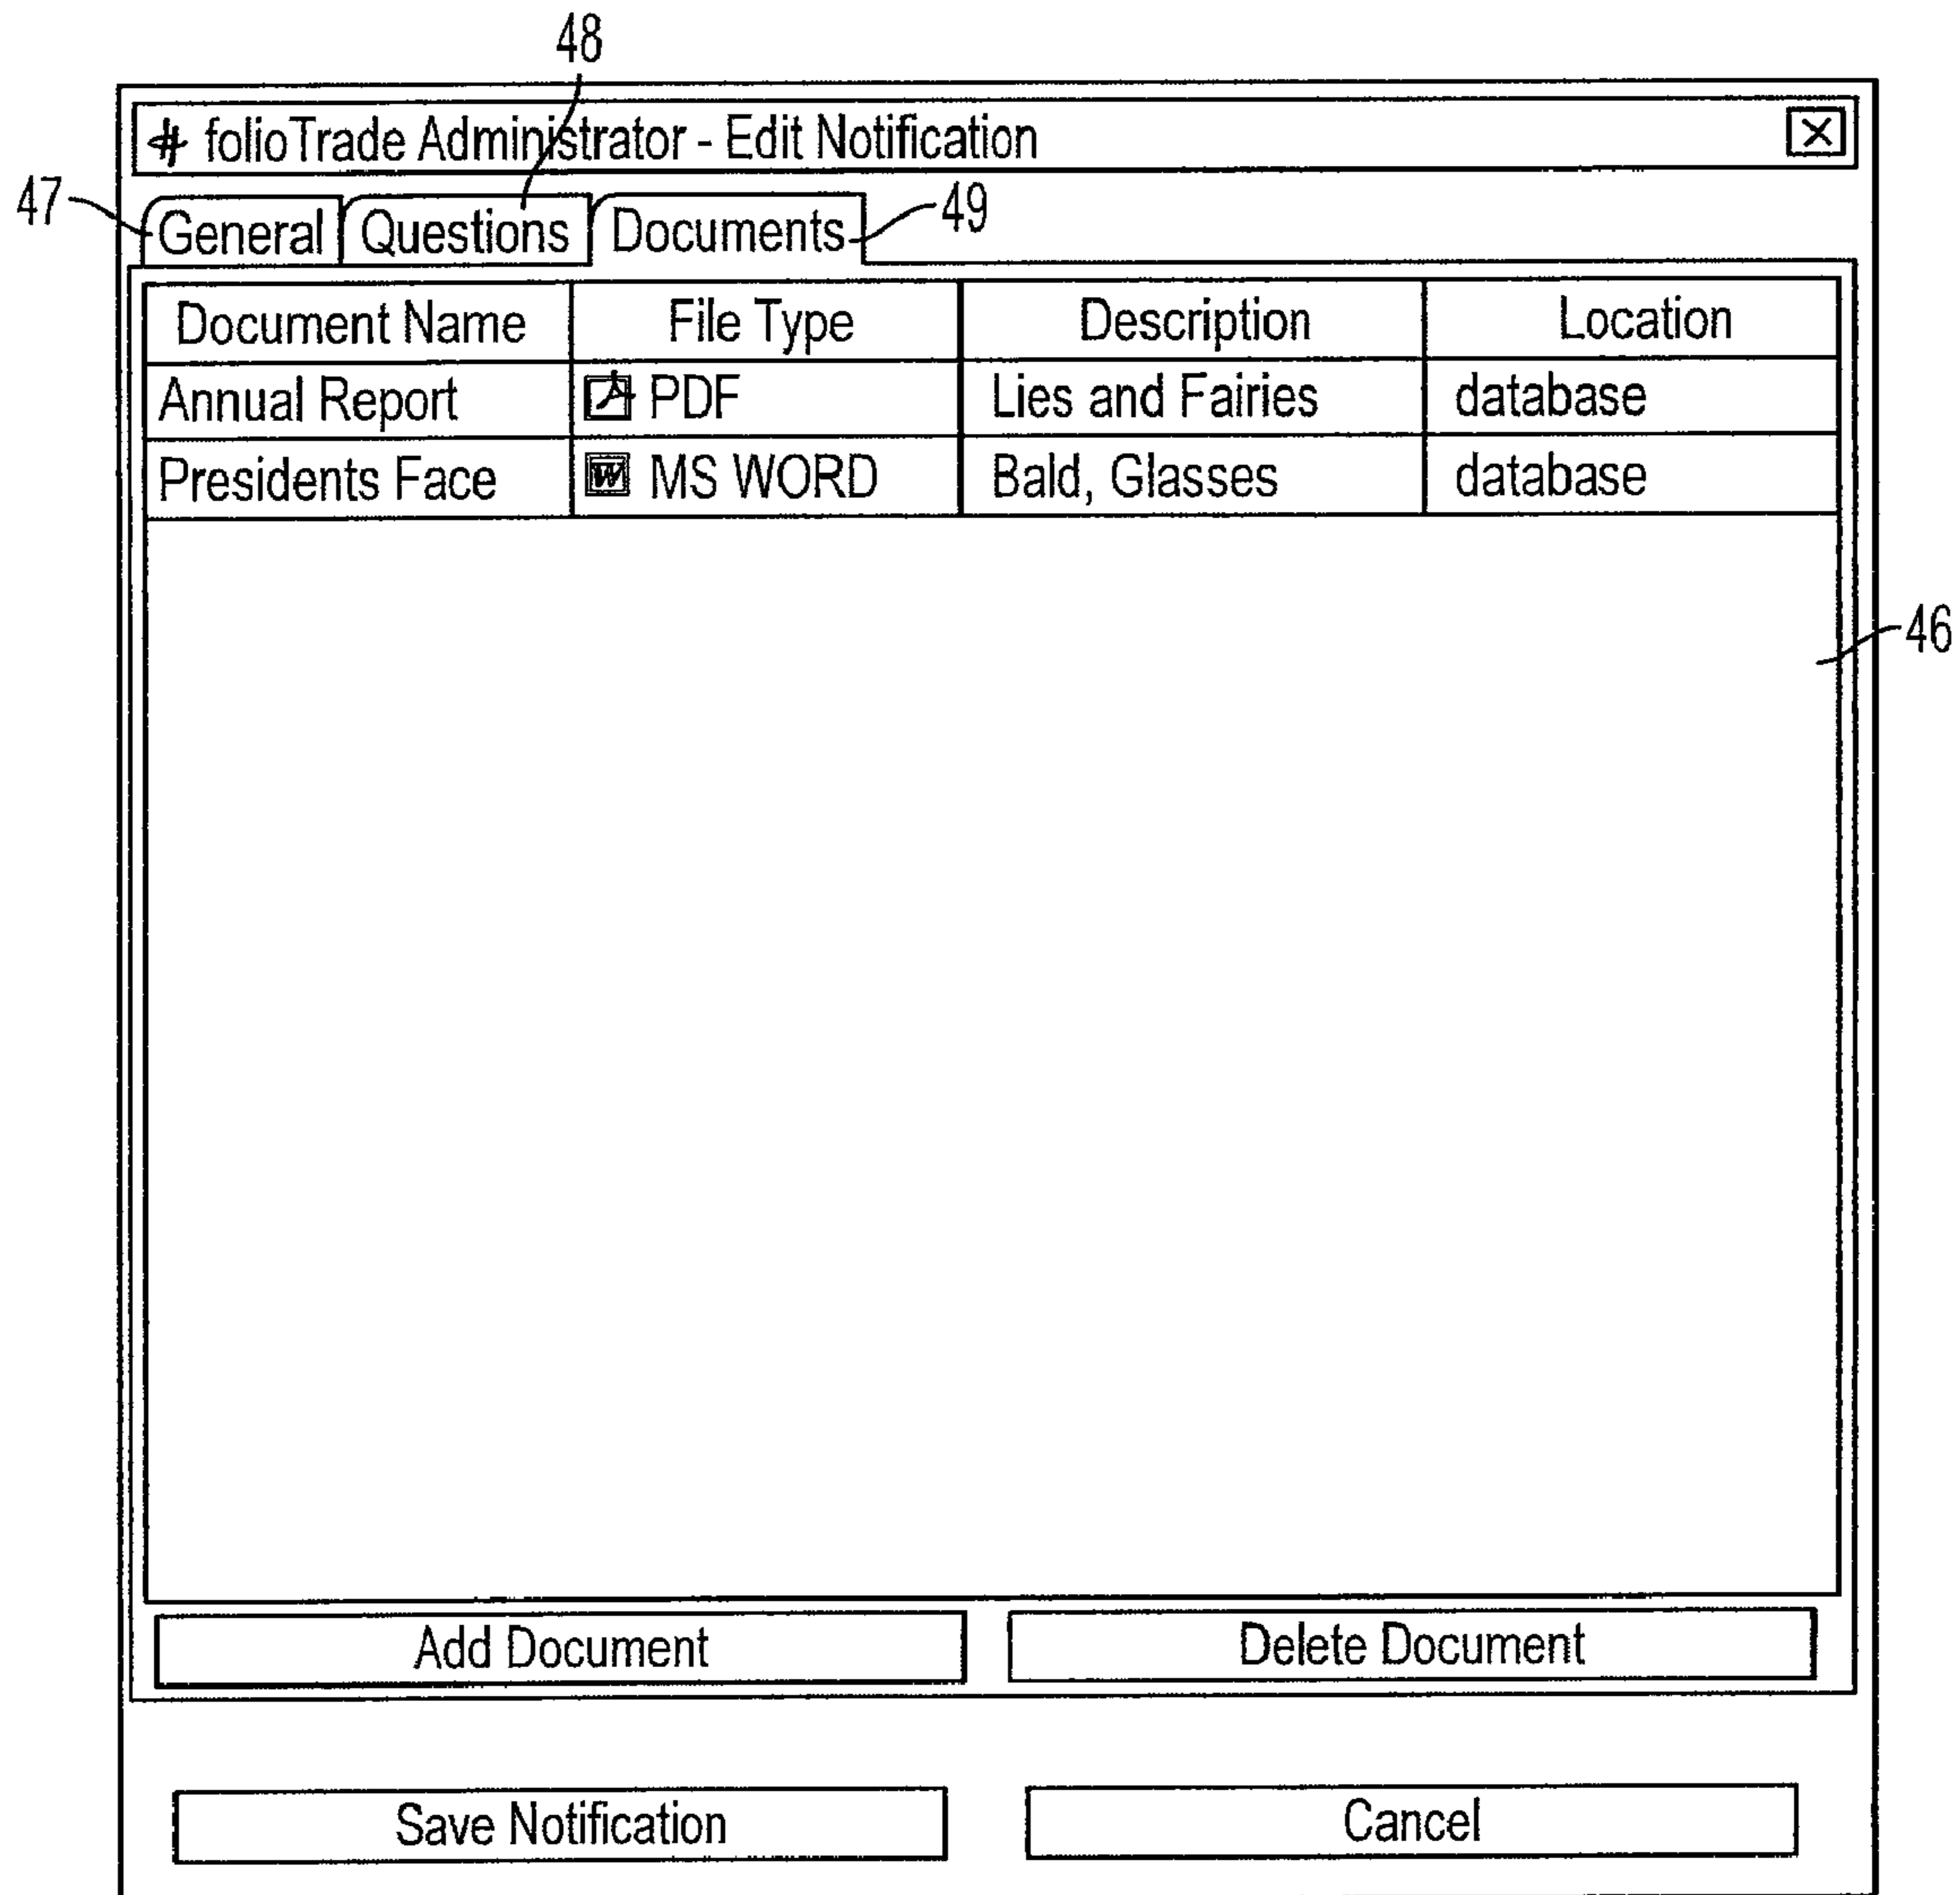 48
# folioTrade Administrator - Edit Notification
47 General Questions Documents 49
Document Name File Type Description Location
Annual Report PDF Lies and Fairies database
Presidents Face W MS WORD Bald, Glasses database
46
Add Document Delete Document
Save Notification Cancel